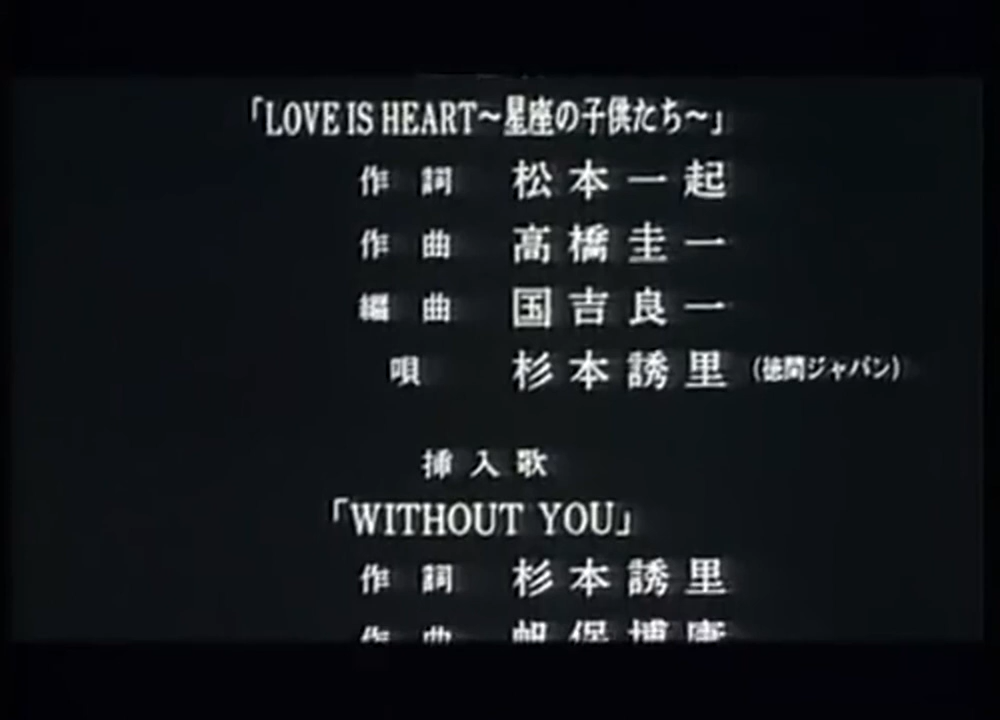 「LOVE IS HEART〜星座の子供たち〜」
作詞 松本一起
作曲 高橋圭一
編曲 国吉良一
唄 杉本誘里 (徳間ジャパン)
挿入歌
「WITHOUT YOU」
作詞 杉本誘里
作曲